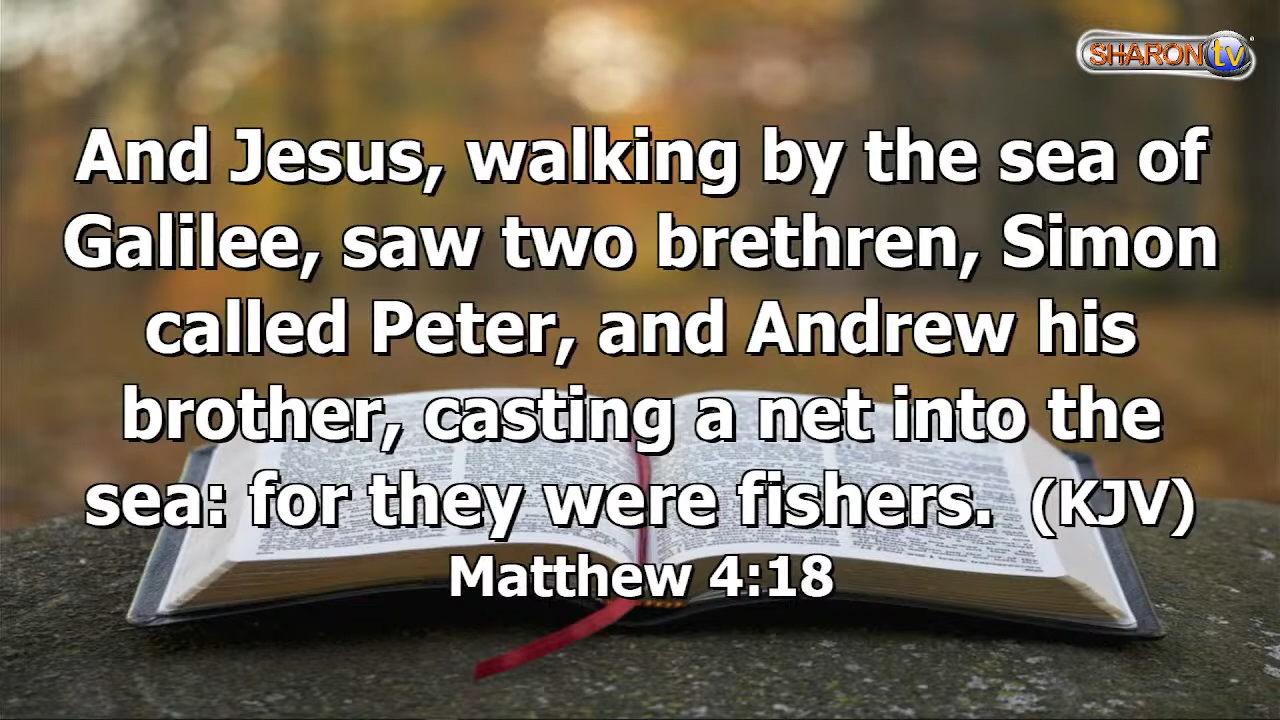 SHARON tv
And Jesus, walking by the sea of
Galilee, saw two brethren, Simon
called Peter, and Andrew his
brother, casting a net into the
sea: for they were fishers. (KJV)
Matthew 4:18